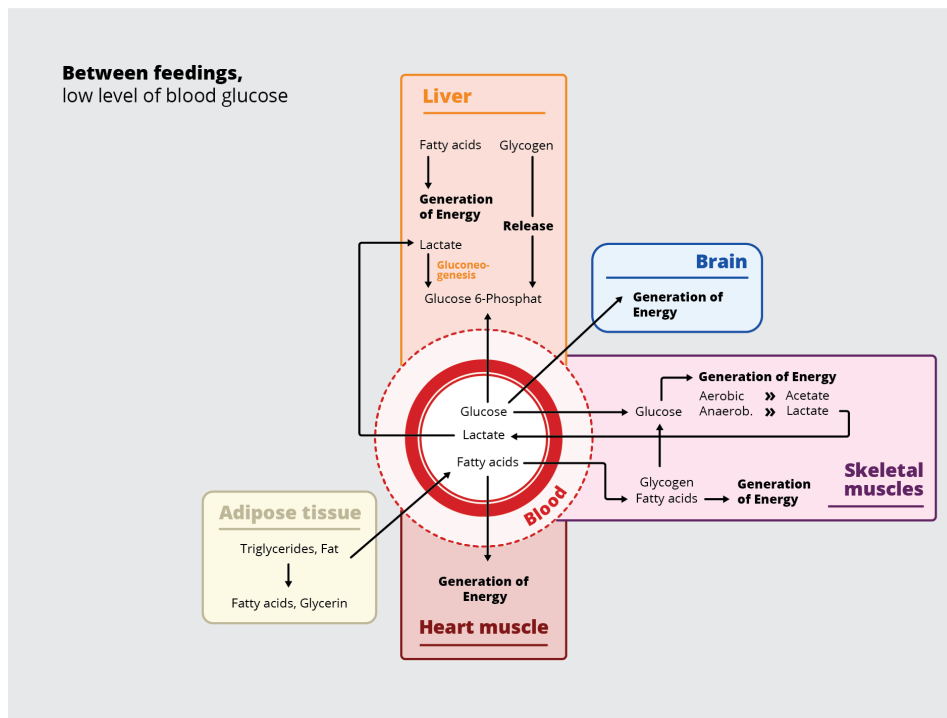 Between feedings,
low level of blood glucose
Liver
Fatty acids
Glycogen
Generation
of Energy
Release
Lactate
Gluconeo-
genesis
Glucose 6-Phosphat
Brain
Generation of
Energy
Glucose
Lactate
Fatty acids
Blood
Generation of Energy
Glucose
Aerobic » Acetate
Anaerob. » Lactate
Glycogen
Fatty acids
Generation
of Energy
Skeletal
muscles
Adipose tissue
Triglycerides, Fat
Fatty acids, Glycerin
Generation of
Energy
Heart muscle